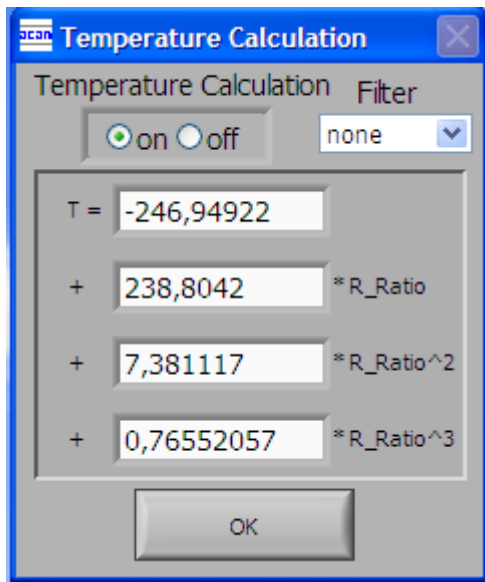 acan Temperature Calculation
Temperature Calculation Filter
on off none
T = -246,94922
+ 238,8042 *R_Ratio
+ 7,381117 *R_Ratio^2
+ 0,76552057 *R_Ratio^3
OK